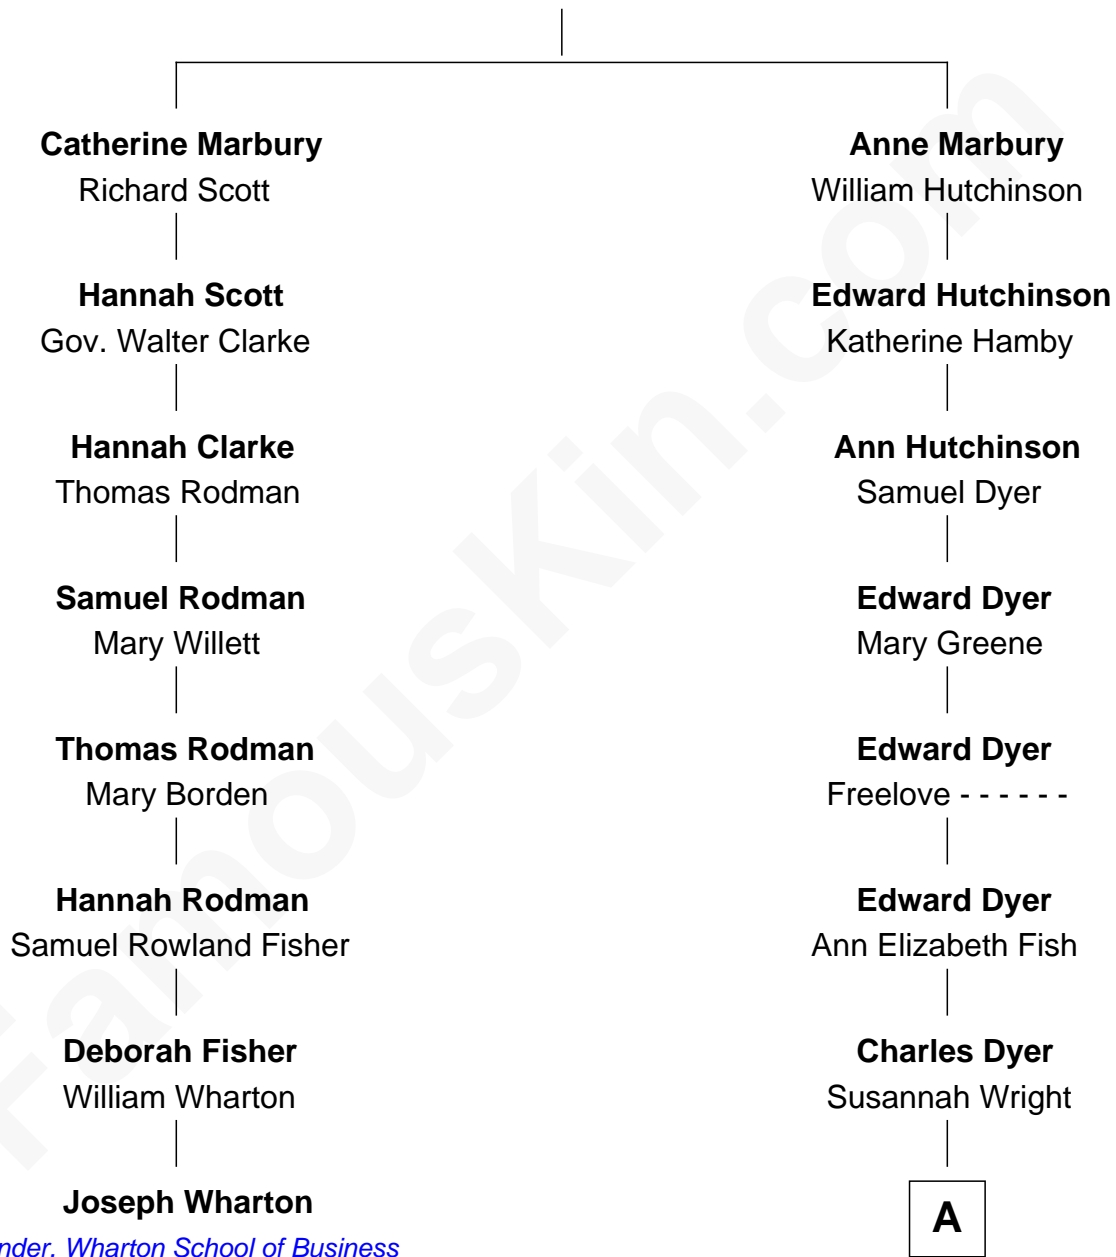 Catherine Marbury
Richard Scott
Hannah Scott
Gov. Walter Clarke
Hannah Clarke
Thomas Rodman
Samuel Rodman
Mary Willett
Thomas Rodman
Mary Borden
Hannah Rodman
Samuel Rowland Fisher
Deborah Fisher
William Wharton
Joseph Wharton
Wharton School of Business
Anne Marbury
William Hutchinson
Edward Hutchinson
Katherine Hamby
Ann Hutchinson
Samuel Dyer
Edward Dyer
Mary Greene
Edward Dyer
Freelove - - - - - -
Edward Dyer
Ann Elizabeth Fish
Charles Dyer
Susannah Wright
A
FamousKin.com